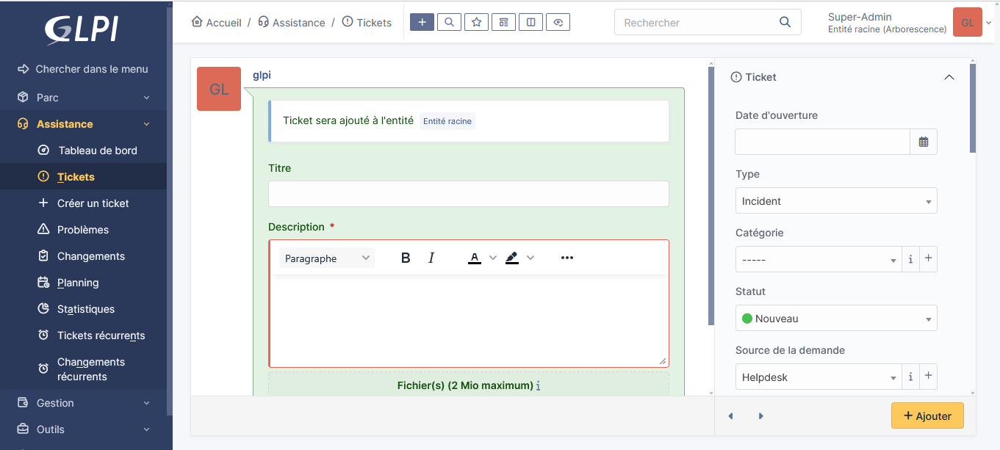 GLPI
Chercher dans le menu
Parc
Assistance
Tableau de bord
Tickets
Créer un ticket
Problèmes
Changements
Planning
Statistiques
Tickets récurrents
Changements
récurrents
Gestion
Outils
Accueil / Assistance / Tickets
Rechercher
Super-Admin
Entité racine (Arborescence)
GL
GL
glpi
Ticket sera ajouté à l'entité Entité racine
Titre
Description *
Paragraphe B I A
Fichier(s) (2 Mio maximum) i
Ticket
Date d'ouverture
Type
Incident
Catégorie
----- i +
Statut
Nouveau
Source de la demande
Helpdesk i +
+ Ajouter